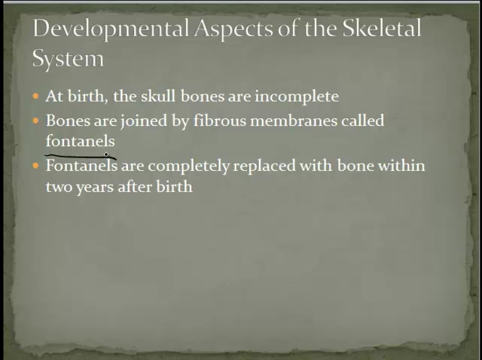 Developmental Aspects of the Skeletal
System
At birth, the skull bones are incomplete
Bones are joined by fibrous membranes called
fontanels
Fontanels are completely replaced with bone within
two years after birth